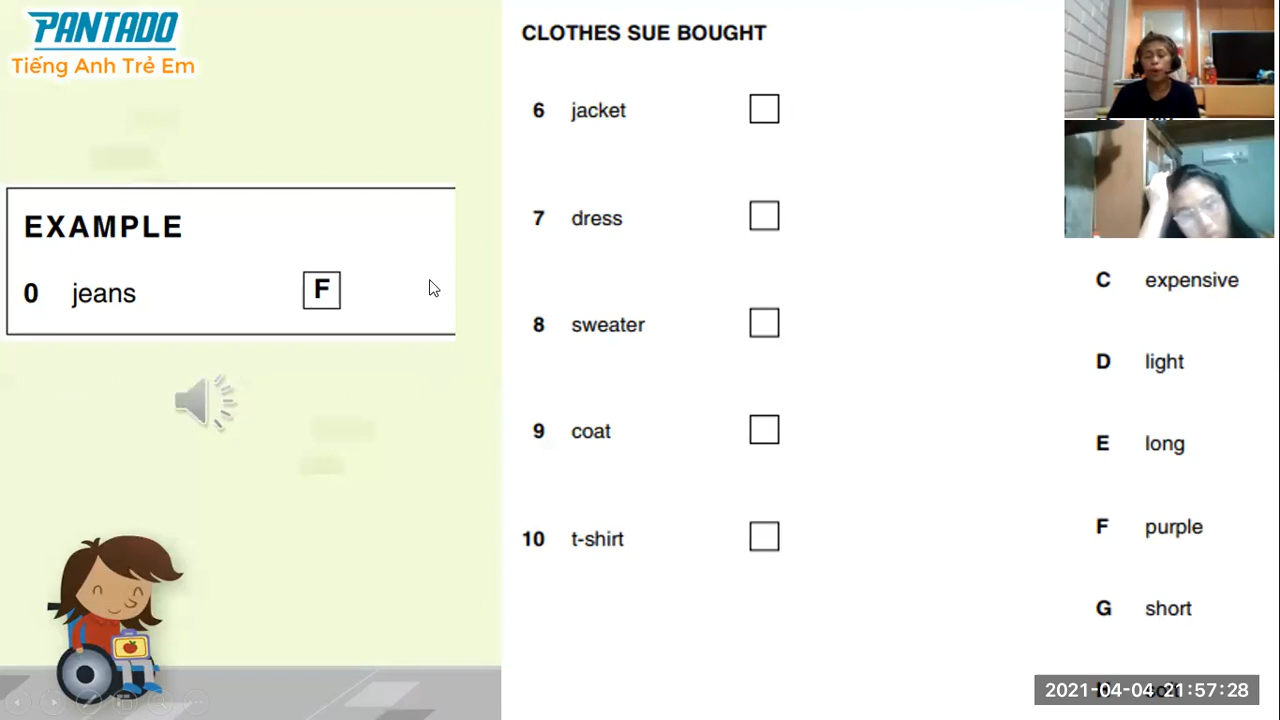 PANTADO
Tiếng Anh Trẻ Em
EXAMPLE
0 jeans F
CLOTHES SUE BOUGHT
6 jacket
7 dress
8 sweater
9 coat
10 t-shirt
C expensive
D light
E long
F purple
G short
2021-04-04 21:57:28